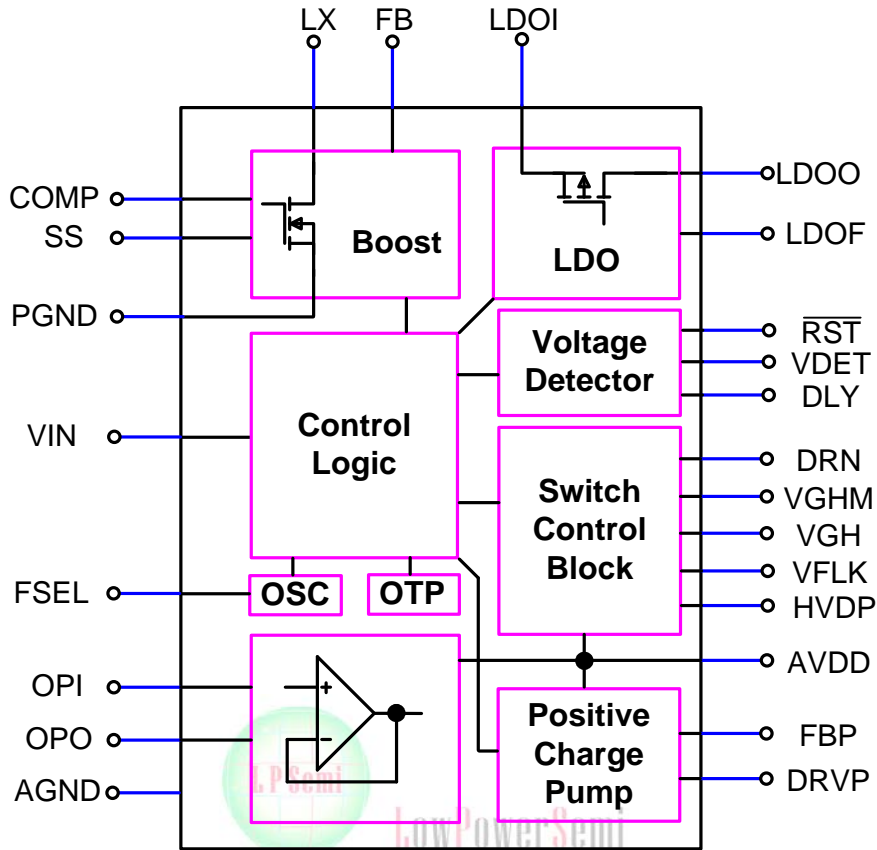 LX FB LDOI
COMP
SS
PGND
VIN
FSEL
OPI
OPO
AGND
Boost
LDO
Voltage
Detector
Control
Logic
Switch
Control
Block
OSC
OTP
+
−
Positive
Charge
Pump
LDOO
LDOF
R̅S̅T̅
VDET
DLY
DRN
VGHM
VGH
VFLK
HVDP
AVDD
FBP
DRVP
L P Semi
LowPowerSemi